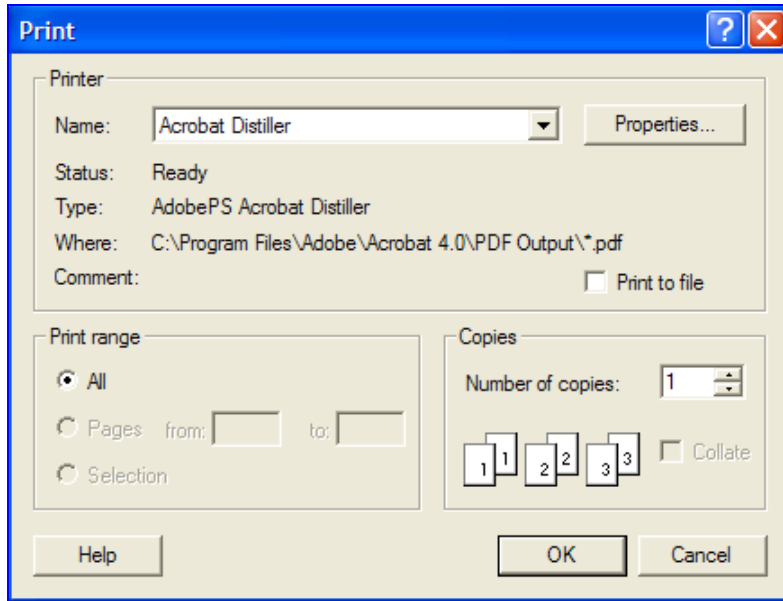 Print
Printer
Name: Acrobat Distiller Properties...
Status: Ready
Type: AdobePS Acrobat Distiller
Where: C:\Program Files\Adobe\Acrobat 4.0\PDF Output\*.pdf
Comment: Print to file
Print range
All
Pages from: to:
Selection
Copies
Number of copies: 1
1 1 2 2 3 3 Collate
Help OK Cancel